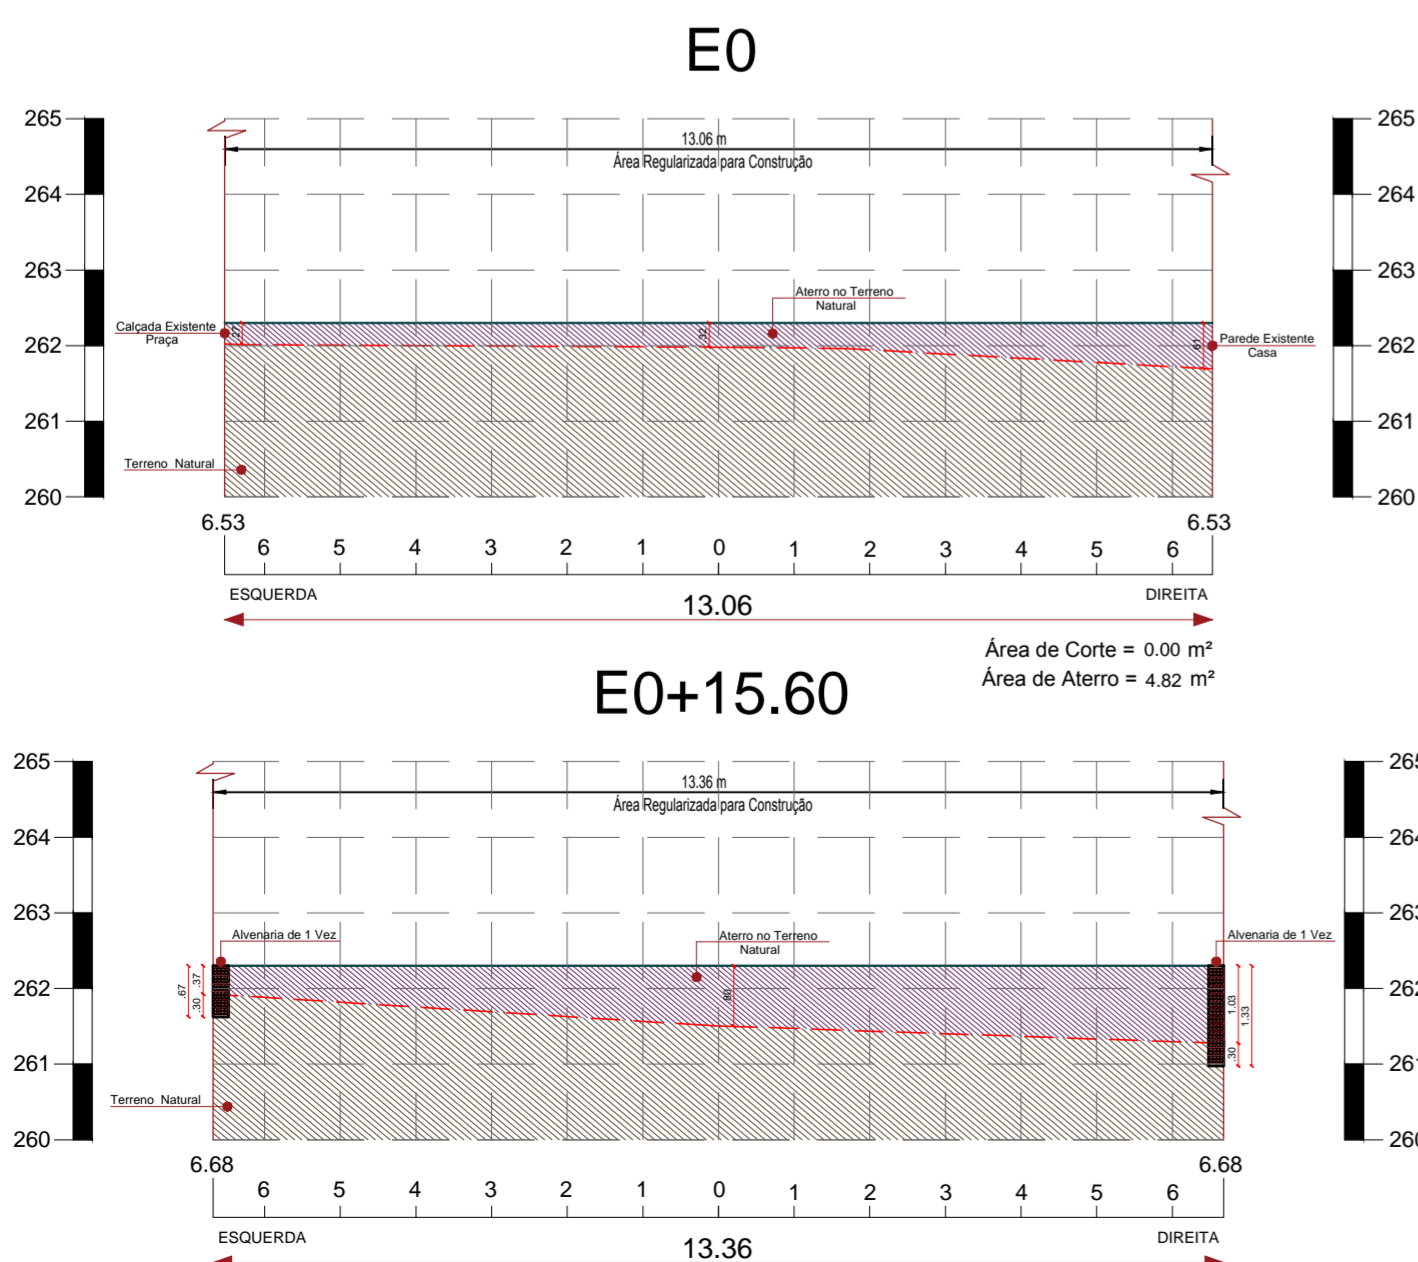 E0
265
265
13.06 m
Área Regularizada para Construção
264
264
263
263
Aterro no Terreno
Natural
Calçada Existente
Praça
.27
.32
.61
262
262
Parede Existente
Casa
261
261
Terreno Natural
260
260
6.53
6.53
6 5 4 3 2 1 0 1 2 3 4 5 6
ESQUERDA
DIREITA
13.06
Área de Corte = 0.00 m²
Área de Aterro = 4.82 m²
E0+15.60
265
265
13.36 m
Área Regularizada para Construção
264
264
263
263
Alvenaria de 1 Vez
Aterro no Terreno
Natural
Alvenaria de 1 Vez
.67
.37
.30
.80
1.03
1.33
.30
262
262
261
261
Terreno Natural
260
260
6.68
6.68
6 5 4 3 2 1 0 1 2 3 4 5 6
ESQUERDA
DIREITA
13.36